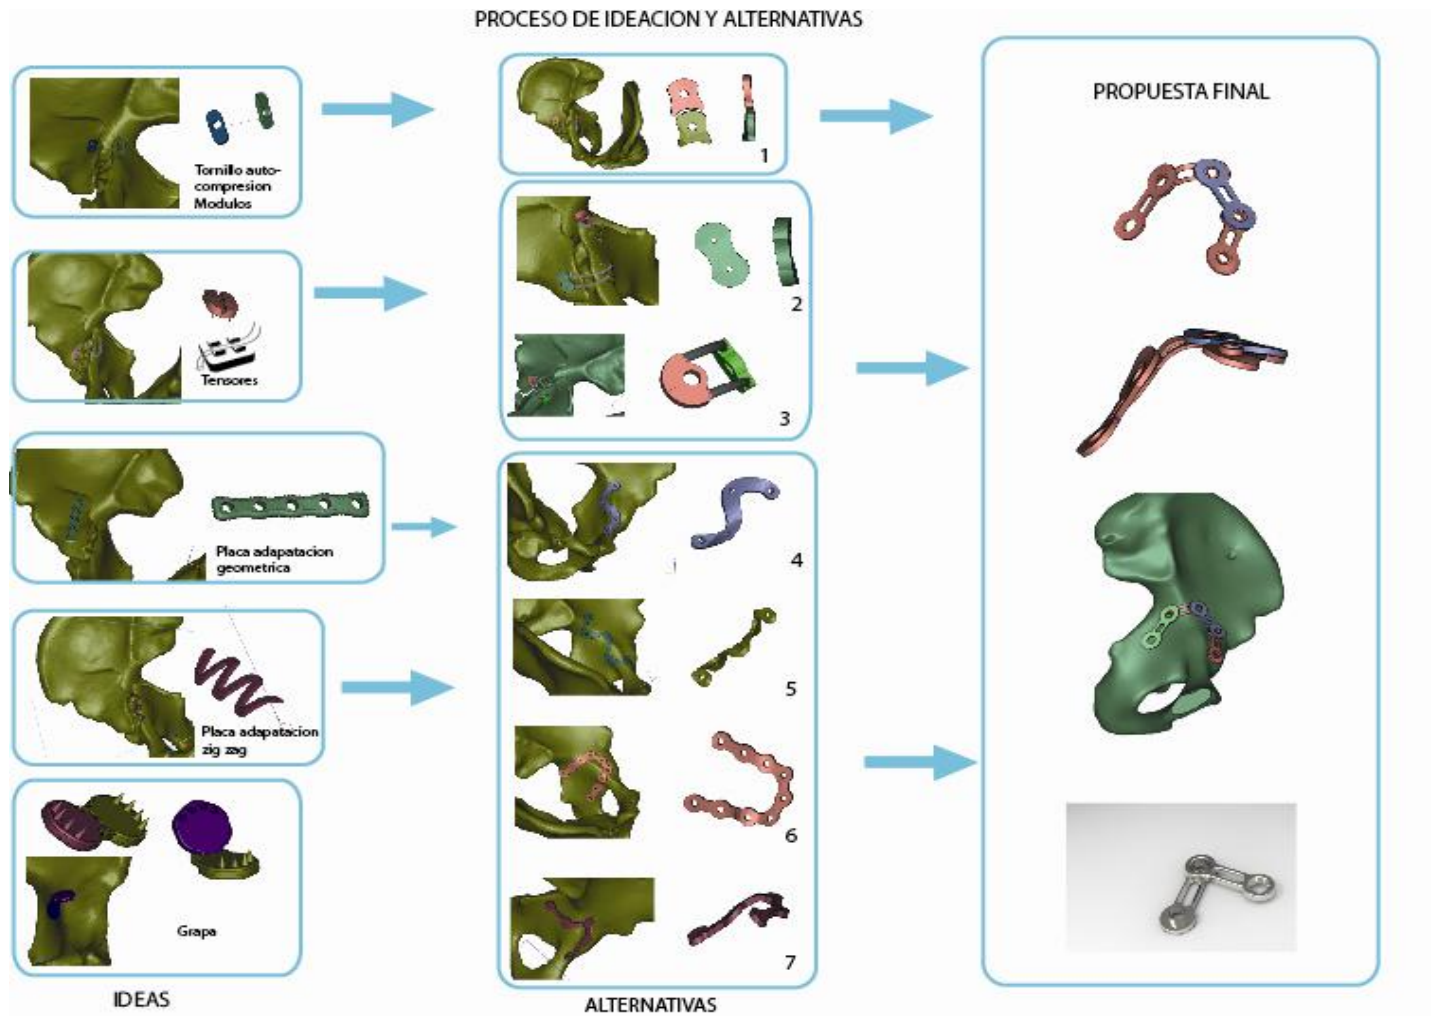 PROCESO DE IDEACION Y ALTERNATIVAS
Tornillo auto-
compresion
Modulos
Tensores
Placa adapatacion
geometrica
Placa adapatacion
zig zag
Grapa
IDEAS
1
2
3
4
5
6
7
ALTERNATIVAS
PROPUESTA FINAL